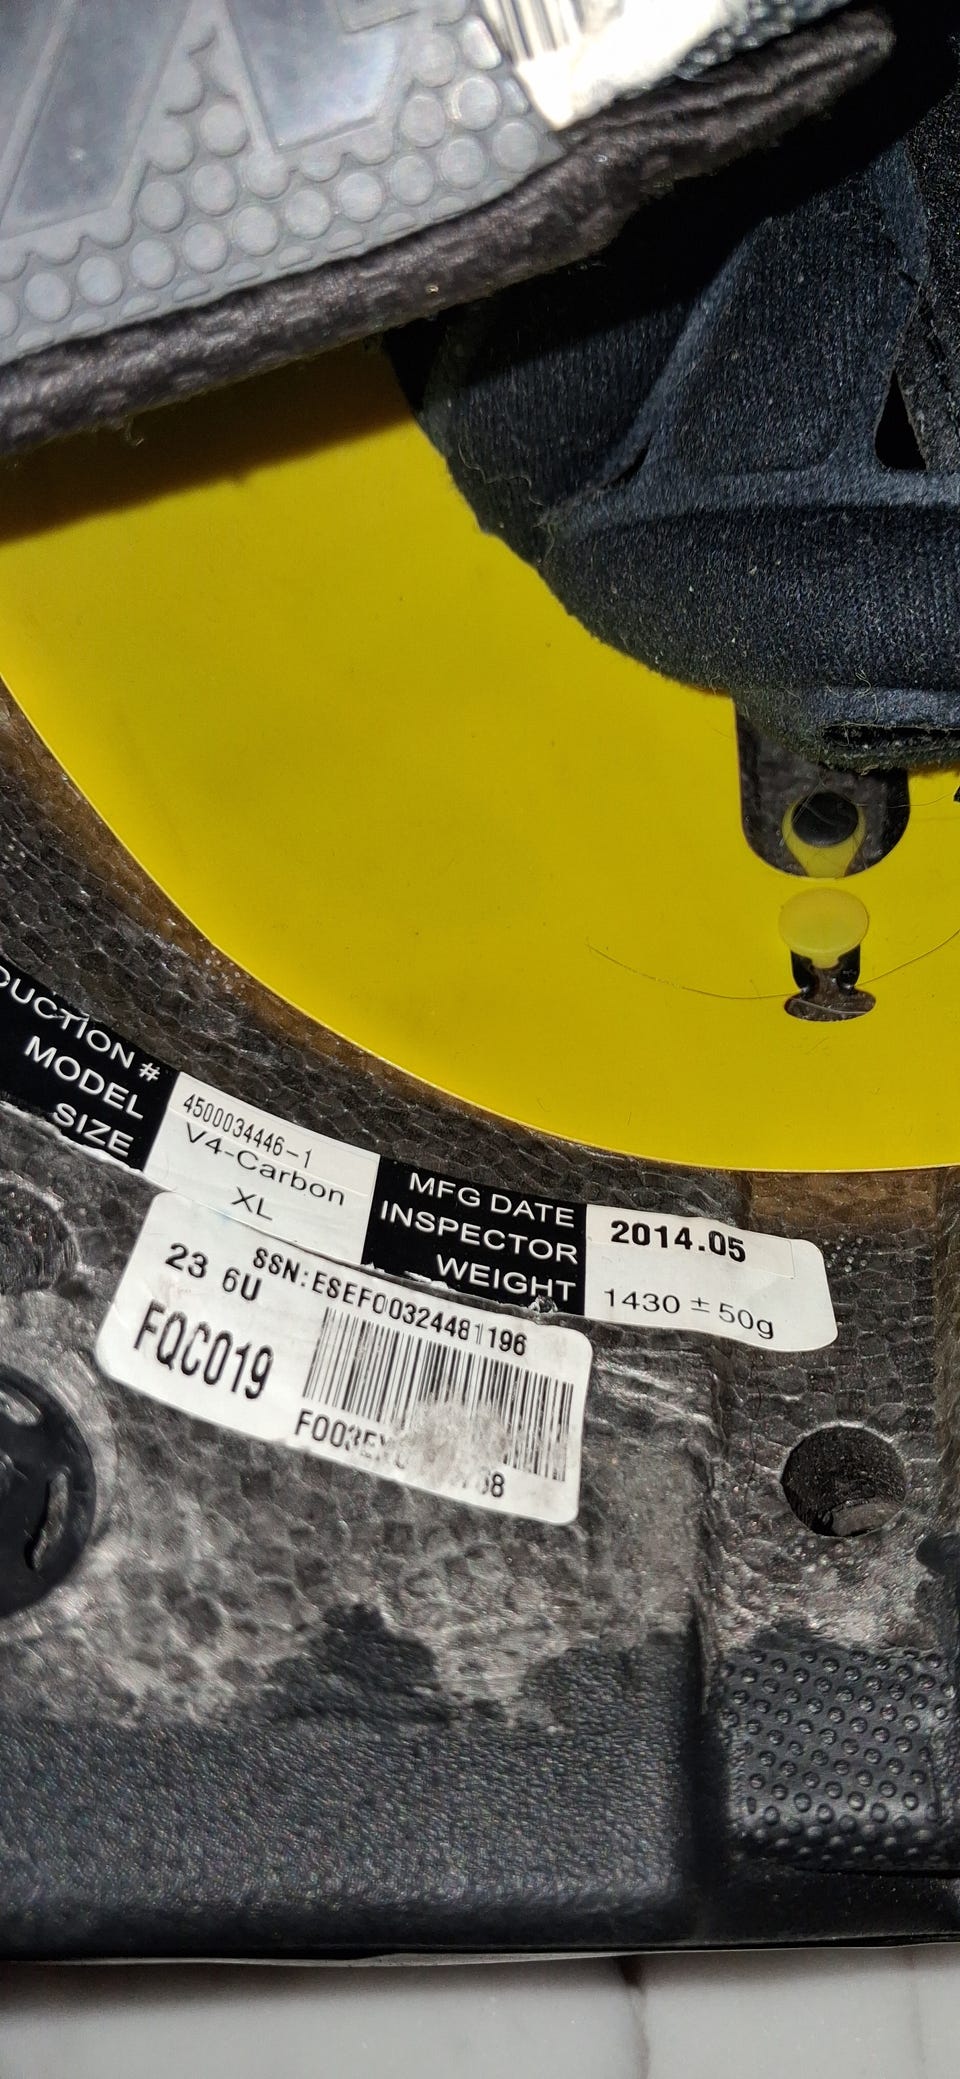 DUCTION #
MODEL
SIZE
4500034446-1
V4-Carbon
XL
MFG DATE
INSPECTOR
WEIGHT
2014.05
1430 ± 50g
SSN:ESEF00324481196
23 6U
FQC019